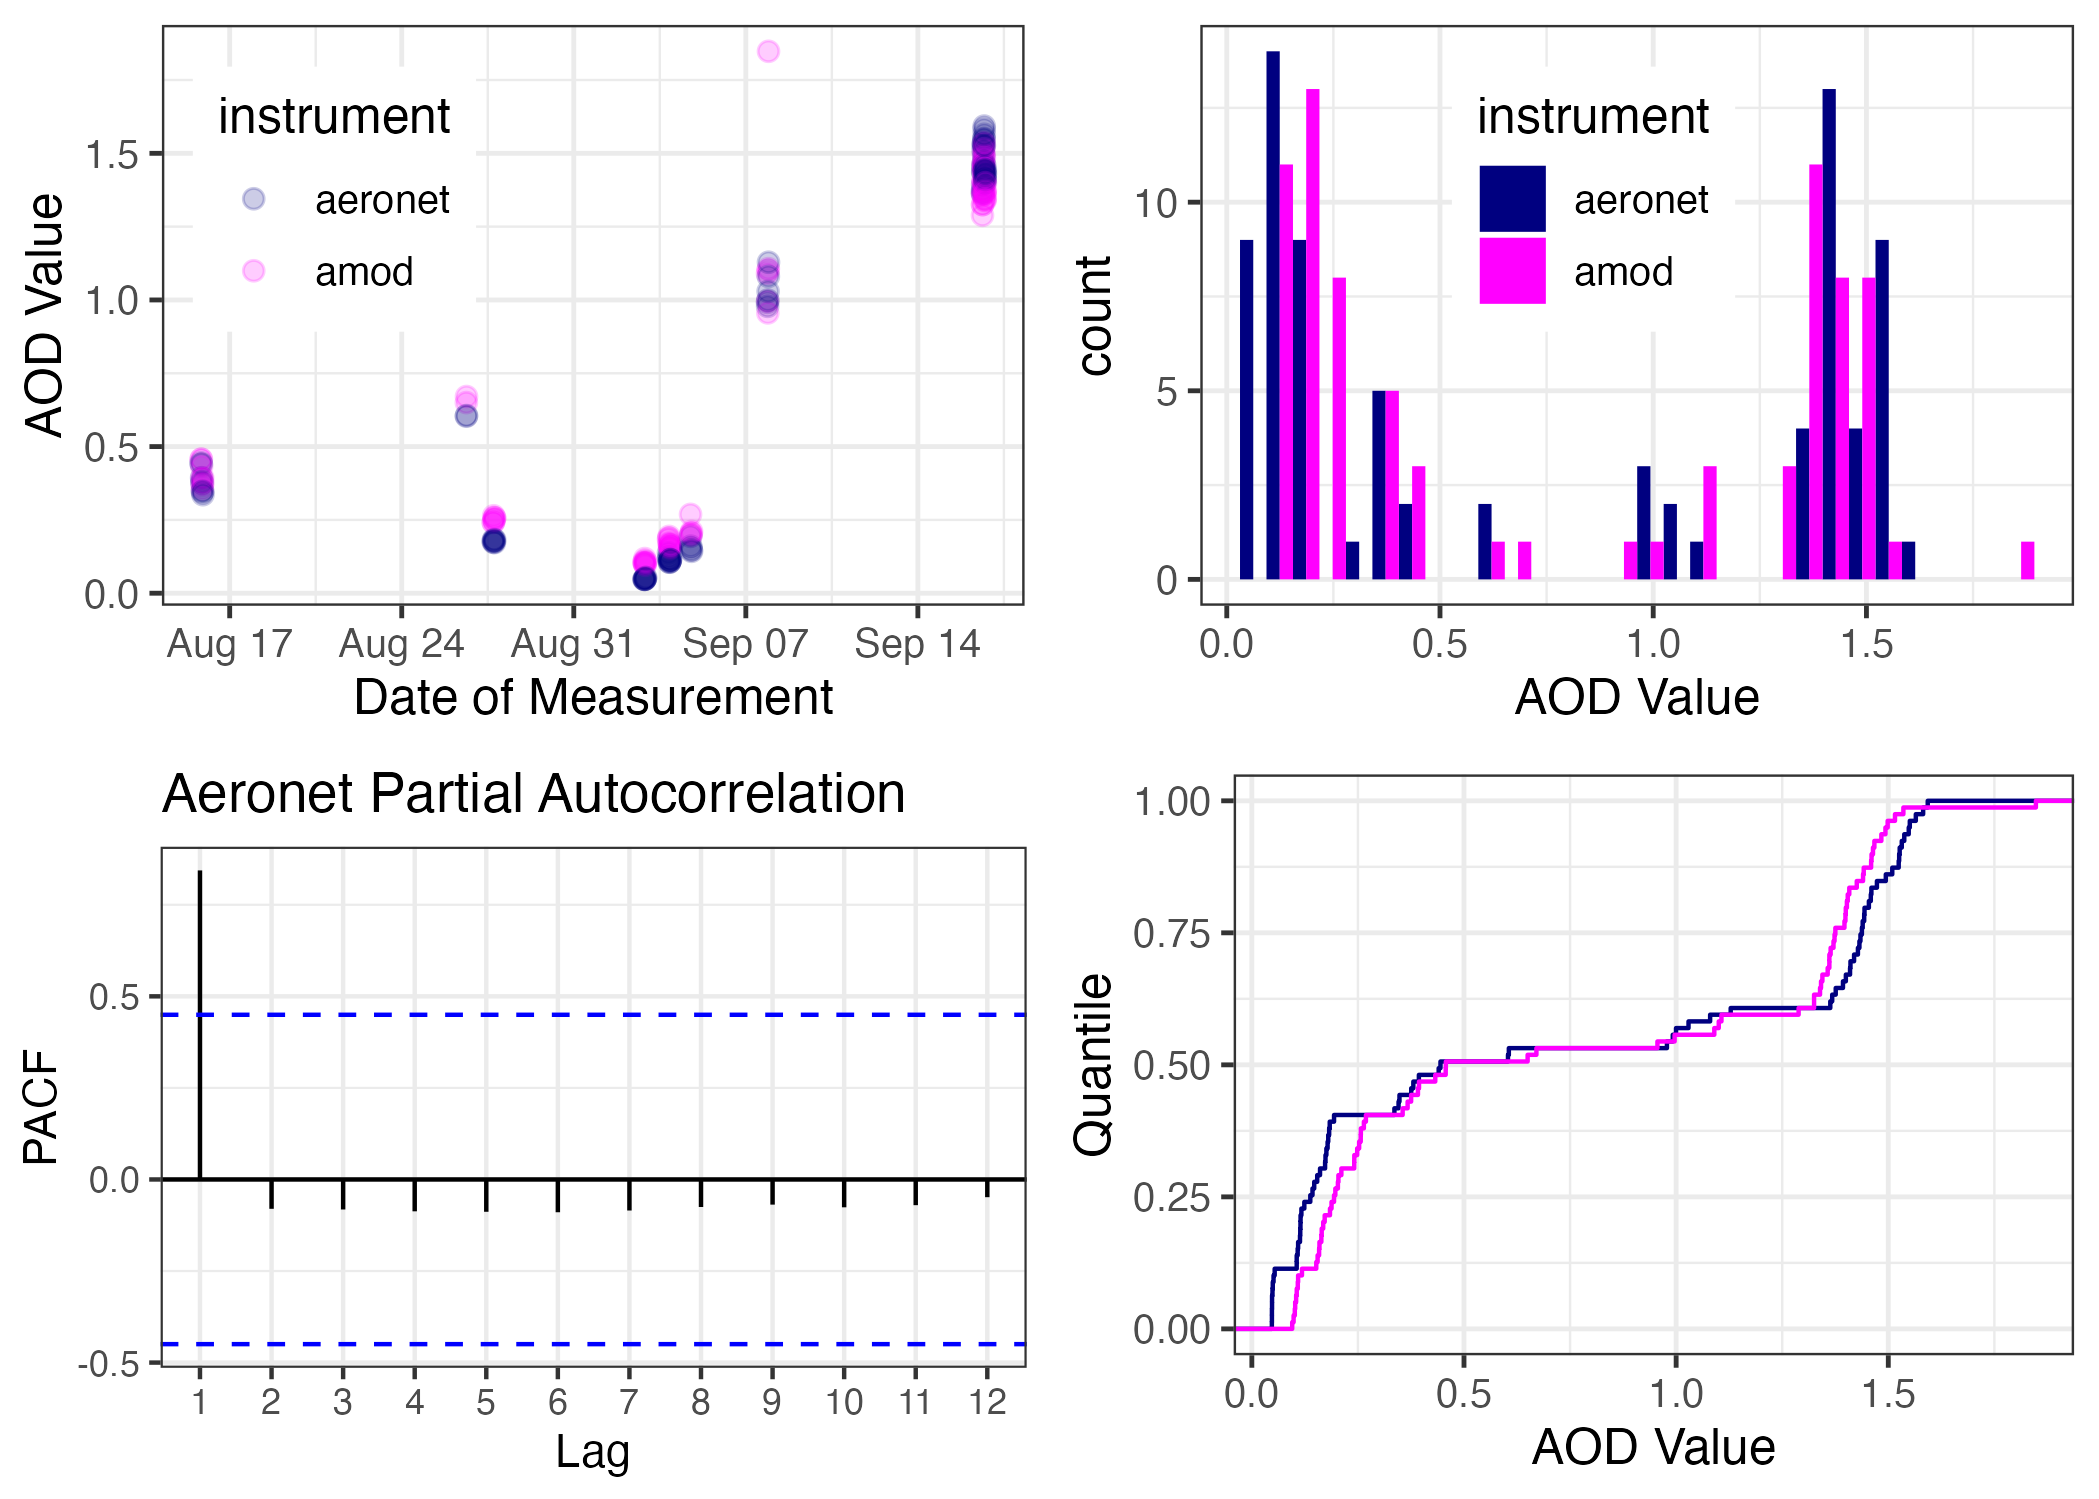 instrument
aeronet
amod
AOD Value
1.5
1.0
0.5
0.0
Aug 17 Aug 24 Aug 31 Sep 07 Sep 14
Date of Measurement
instrument
aeronet
amod
count
10
5
0
0.0 0.5 1.0 1.5
AOD Value
Aeronet Partial Autocorrelation
PACF
0.5
0.0
-0.5
1 2 3 4 5 6 7 8 9 10 11 12
Lag
Quantile
1.00
0.75
0.50
0.25
0.00
0.0 0.5 1.0 1.5
AOD Value